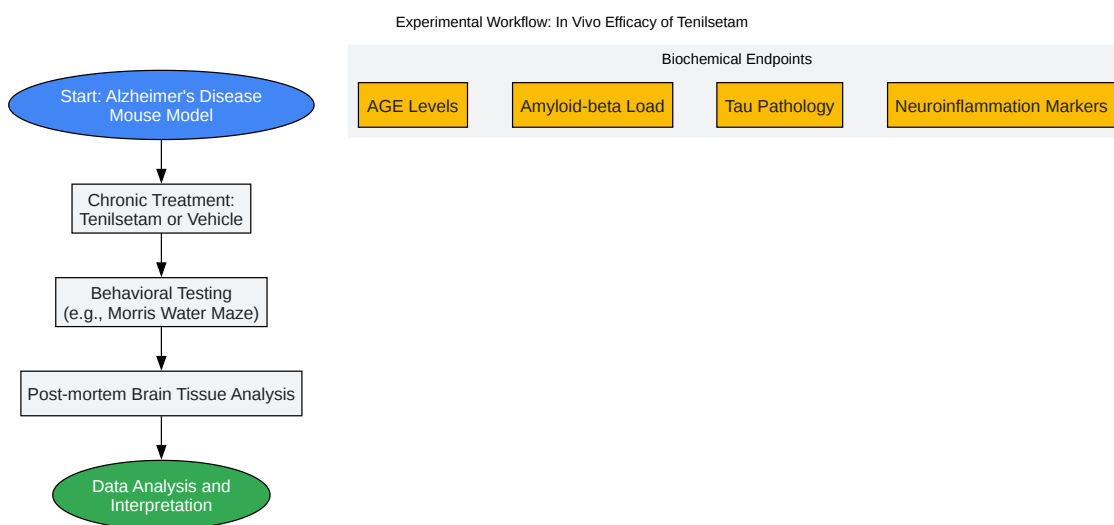 Experimental Workflow: In Vivo Efficacy of Tenilsetam
Biochemical Endpoints
AGE Levels
Amyloid-beta Load
Tau Pathology
Neuroinflammation Markers
Start: Alzheimer's Disease
Mouse Model
Chronic Treatment:
Tenilsetam or Vehicle
Behavioral Testing
(e.g., Morris Water Maze)
Post-mortem Brain Tissue Analysis
Data Analysis and
Interpretation